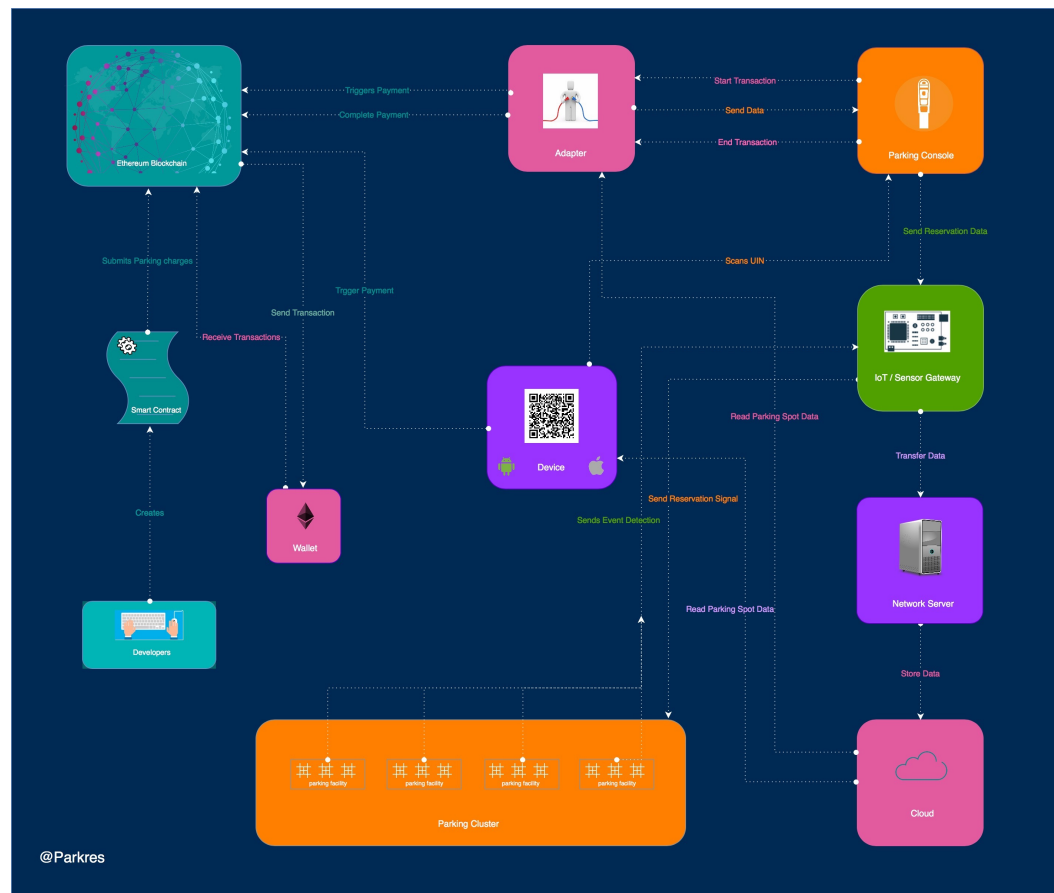 Start Transaction
Triggers Payment
Send Data
Complete Payment
End Transaction
Adapter
Parking Console
Ethereum Blockchain
Send Reservation Data
Submits Parking charges
Scans UIN
Trgger Payment
Send Transaction
Receive Transactions
IoT / Sensor Gateway
Smart Contract
Read Parking Spot Data
Transfer Data
Device
Send Reservation Signal
Creates
Sends Event Detection
Wallet
Network Server
Read Parking Spot Data
Developers
Store Data
parking facility
parking facility
parking facility
parking facility
Cloud
Parking Cluster
@Parkres